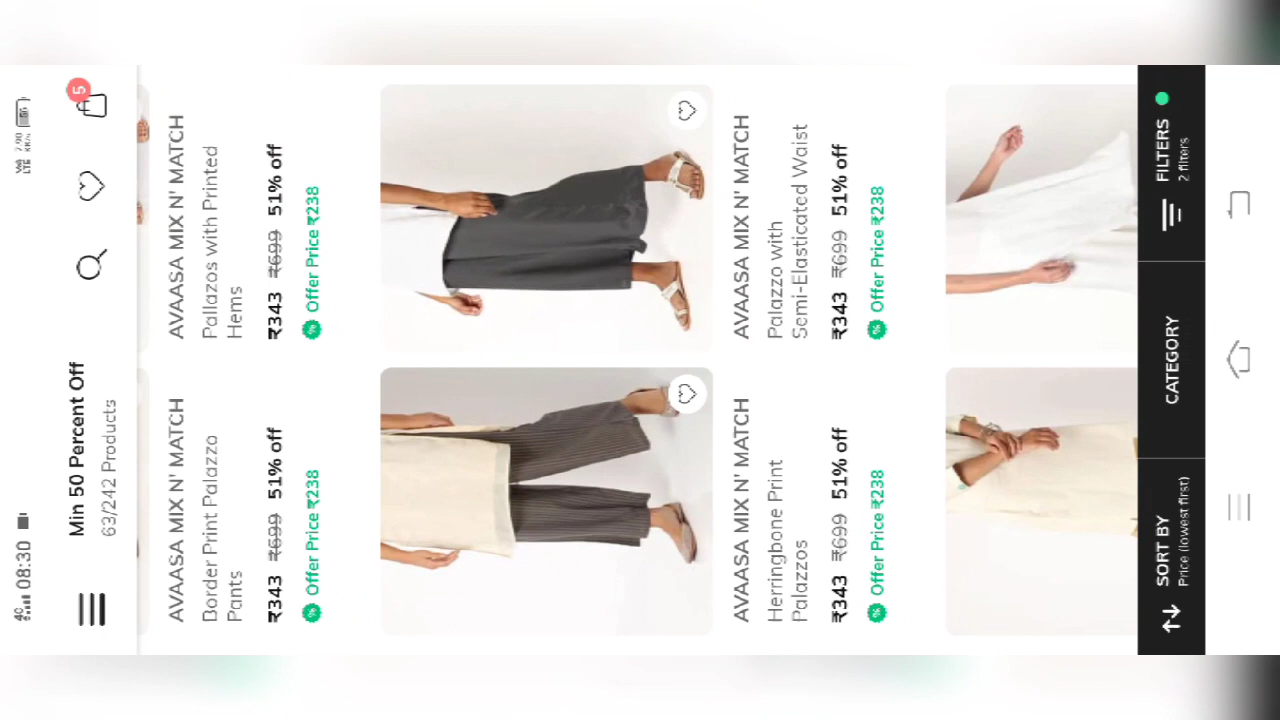 4G 08:30
Min 50 Percent Off
63/242 Products
5
AVAASA MIX N' MATCH
Border Print Palazzo
Pants
₹343 ₹699 51% off
% Offer Price ₹238
AVAASA MIX N' MATCH
Pallazos with Printed
Hems
₹343 ₹699 51% off
% Offer Price ₹238
AVAASA MIX N' MATCH
Herringbone Print
Palazzos
₹343 ₹699 51% off
% Offer Price ₹238
AVAASA MIX N' MATCH
Palazzo with
Semi-Elasticated Waist
₹343 ₹699 51% off
% Offer Price ₹238
SORT BY
Price (lowest first)
CATEGORY
FILTERS
2 filters